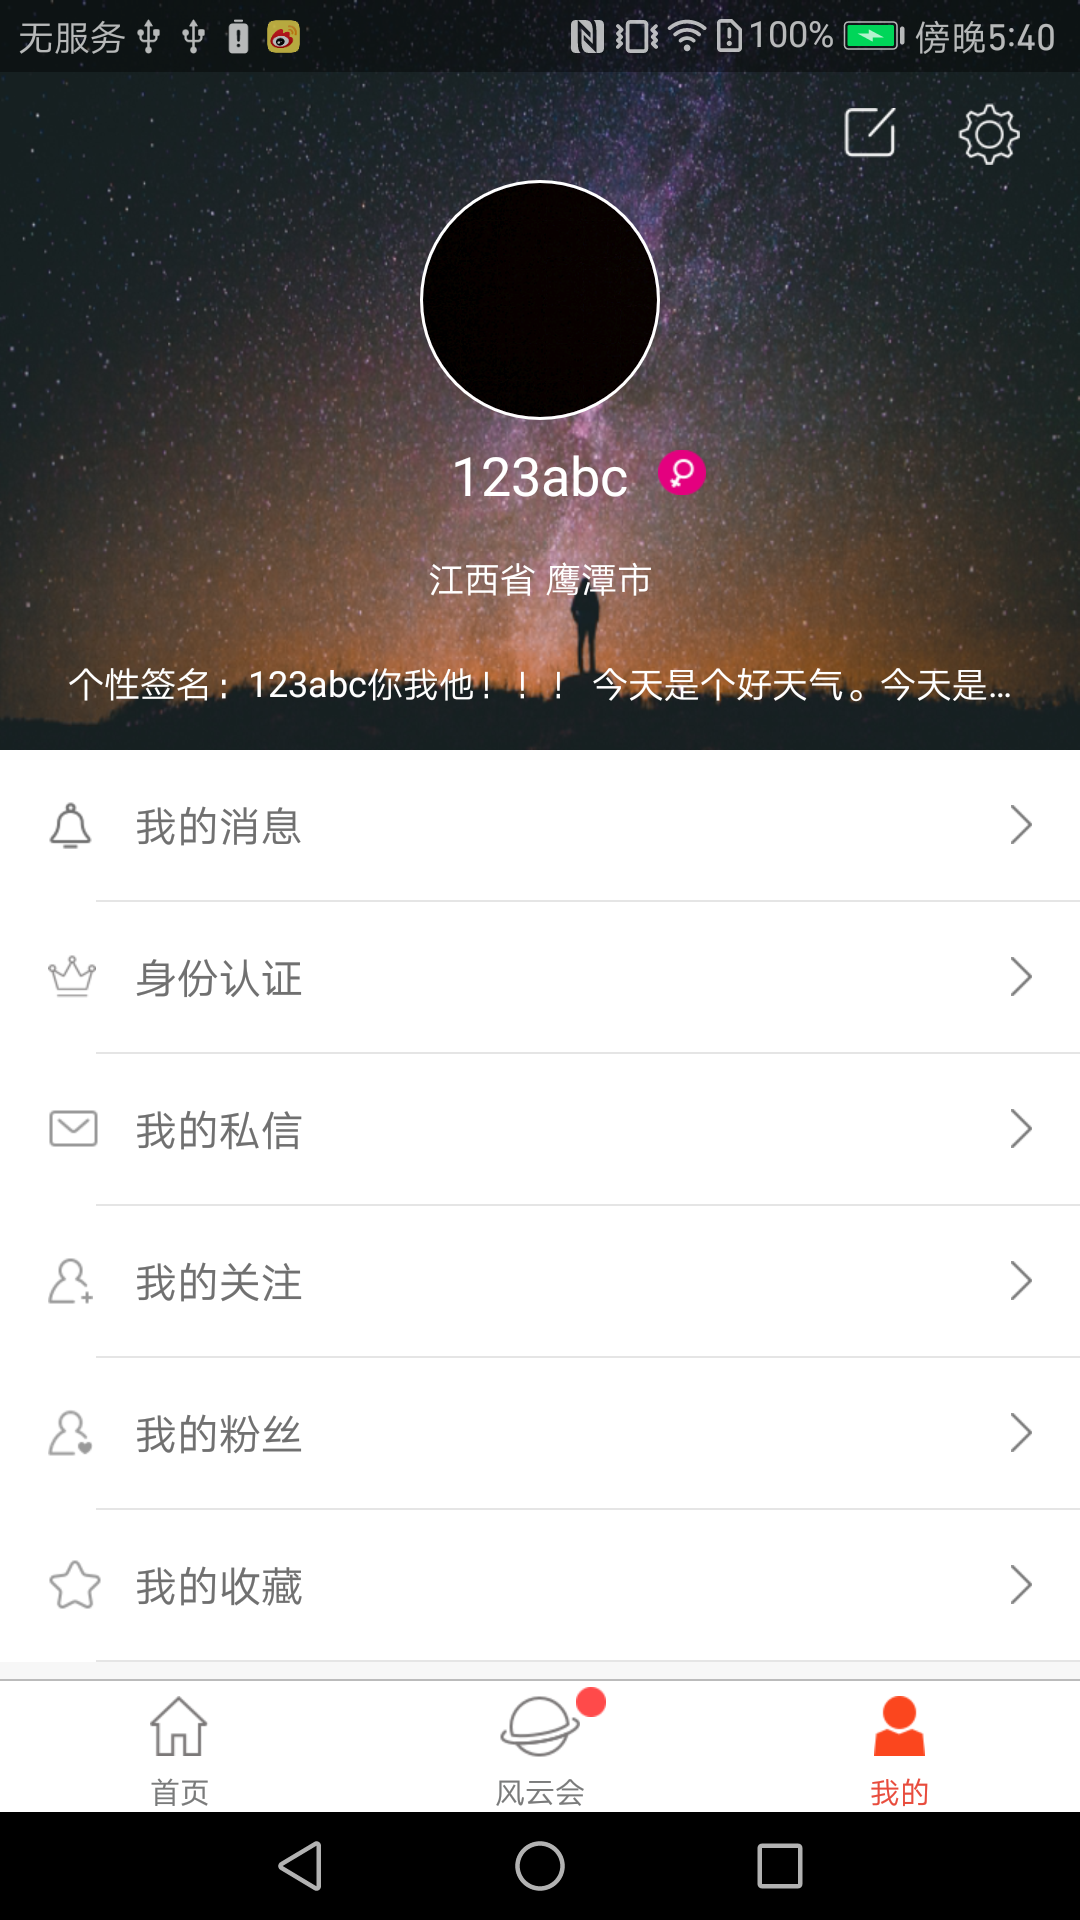 无服务 100% 傍晚5:40
123abc
江西省 鹰潭市
个性签名：123abc你我他！！！ 今天是个好天气。今天是...
我的消息
身份认证
我的私信
我的关注
我的粉丝
我的收藏
首页 风云会 我的